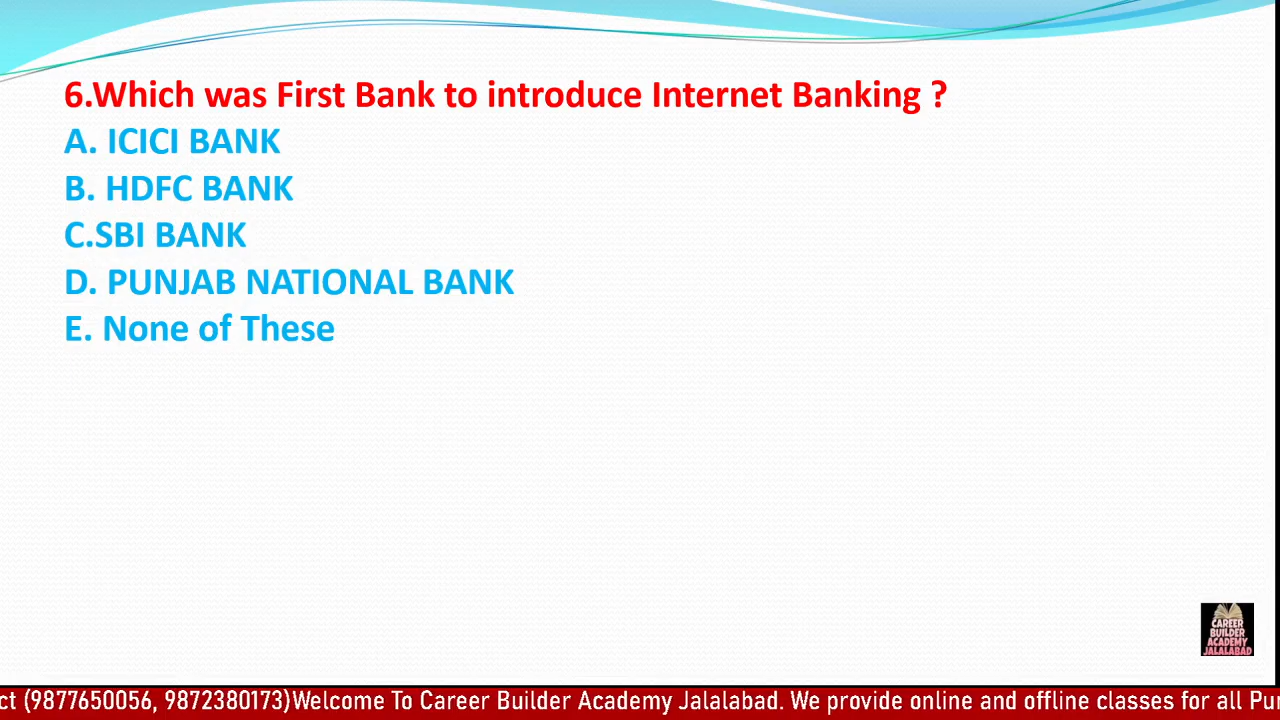 6.Which was First Bank to introduce Internet Banking ?
A. ICICI BANK
B. HDFC BANK
C.SBI BANK
D. PUNJAB NATIONAL BANK
E. None of These
CAREER
BUILDER
ACADEMY
JALALABAD
(9877650056, 9872380173)Welcome To Career Builder Academy Jalalabad. We provide online and offline classes for all